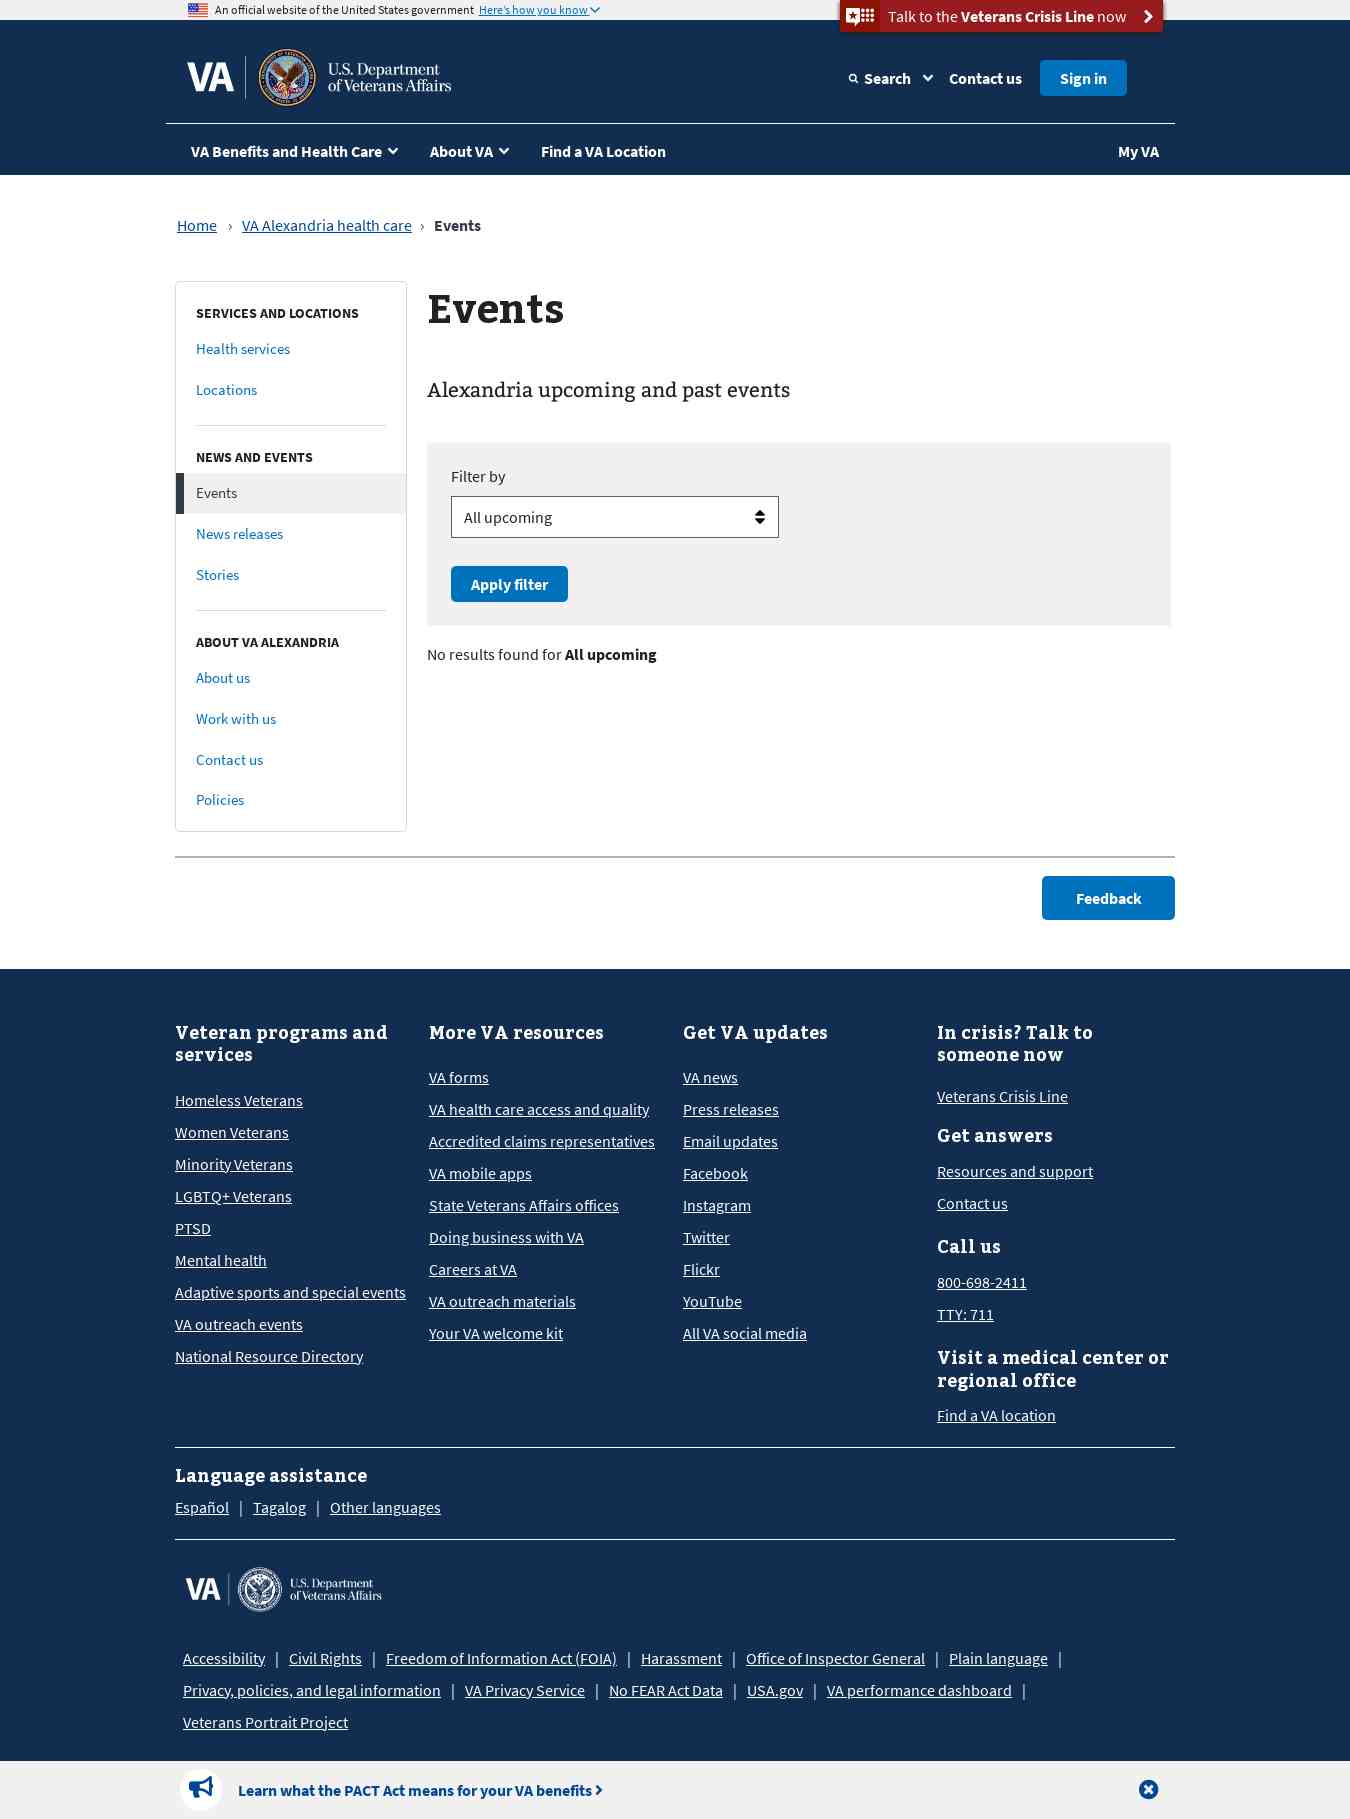 An official website of the United States government Here's how you know
Talk to the Veterans Crisis Line now
VA
U.S. Department
of Veterans Affairs
Search
Contact us
Sign in
VA Benefits and Health Care
About VA
Find a VA Location
My VA
Home › VA Alexandria health care › Events
SERVICES AND LOCATIONS
Health services
Locations
NEWS AND EVENTS
Events
News releases
Stories
ABOUT VA ALEXANDRIA
About us
Work with us
Contact us
Policies
Events
Alexandria upcoming and past events
Filter by
All upcoming
Apply filter
No results found for All upcoming
Feedback
Veteran programs and
services
Homeless Veterans
Women Veterans
Minority Veterans
LGBTQ+ Veterans
PTSD
Mental health
Adaptive sports and special events
VA outreach events
National Resource Directory
More VA resources
VA forms
VA health care access and quality
Accredited claims representatives
VA mobile apps
State Veterans Affairs offices
Doing business with VA
Careers at VA
VA outreach materials
Your VA welcome kit
Get VA updates
VA news
Press releases
Email updates
Facebook
Instagram
Twitter
Flickr
YouTube
All VA social media
In crisis? Talk to
someone now
Veterans Crisis Line
Get answers
Resources and support
Contact us
Call us
800-698-2411
TTY: 711
Visit a medical center or
regional office
Find a VA location
Language assistance
Español | Tagalog | Other languages
VA
U.S. Department
of Veterans Affairs
Accessibility | Civil Rights | Freedom of Information Act (FOIA) | Harassment | Office of Inspector General | Plain language |
Privacy, policies, and legal information | VA Privacy Service | No FEAR Act Data | USA.gov | VA performance dashboard |
Veterans Portrait Project
Learn what the PACT Act means for your VA benefits